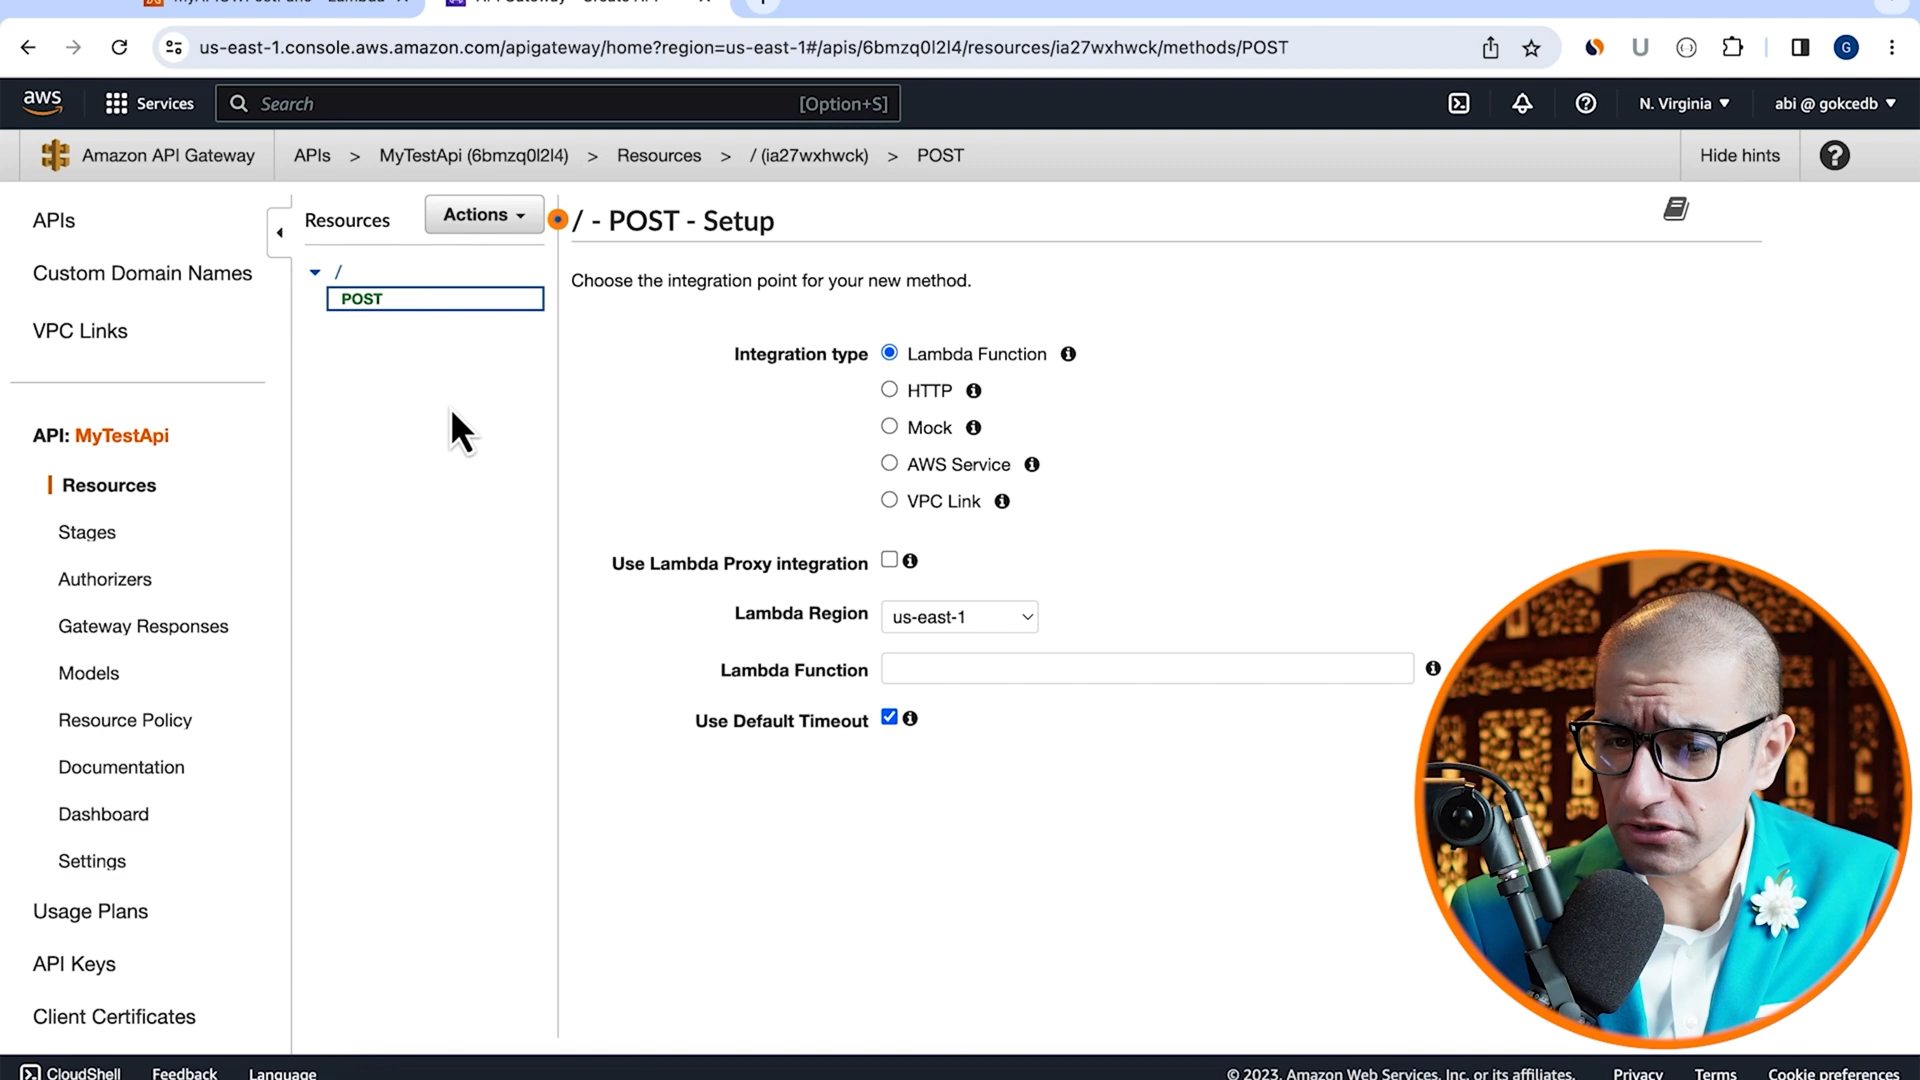 us-east-1.console.aws.amazon.com/apigateway/home?region=us-east-1#/apis/6bmzq0l2l4/resources/ia27wxhwck/methods/POST
G
aws Services Search [Option+S] N. Virginia abi @ gokcedb
Amazon API Gateway APIs > MyTestApi (6bmzq0l2l4) > Resources > / (ia27wxhwck) > POST Hide hints
APIs
Custom Domain Names
VPC Links
API: MyTestApi
Resources
Stages
Authorizers
Gateway Responses
Models
Resource Policy
Documentation
Dashboard
Settings
Usage Plans
API Keys
Client Certificates
Resources
Actions
/
POST
/ - POST - Setup
Choose the integration point for your new method.
Integration type Lambda Function
HTTP
Mock
AWS Service
VPC Link
Use Lambda Proxy integration
Lambda Region us-east-1
Lambda Function
Use Default Timeout
CloudShell Feedback Language © 2023, Amazon Web Services, Inc. or its affiliates. Privacy Terms Cookie preferences